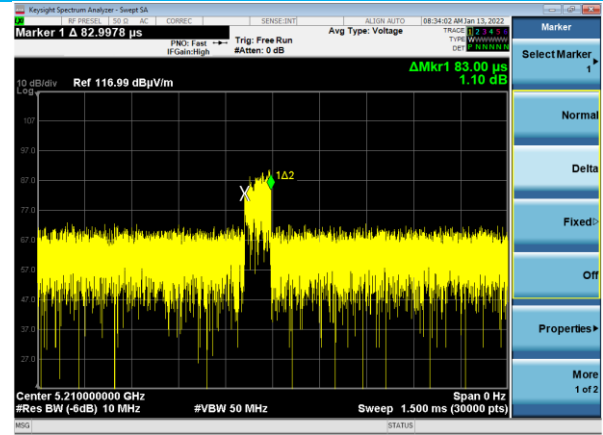 Keysight Spectrum Analyzer - Swept SA
RF PRESEL 50 Ω AC CORREC SENSE:INT ALIGN AUTO 08:34:02 AM Jan 13, 2022
Marker 1 Δ 82.9978 µs
PNO: Fast
IFGain:High
Trig: Free Run
#Atten: 0 dB
Avg Type: Voltage
TRACE 1 2 3 4 5 6
TYPE WWWWWW
DET P N N N N N
ΔMkr1 83.00 µs
1.10 dB
10 dB/div
Log
Ref 116.99 dBµV/m
107
97.0
87.0
77.0
67.0
57.0
47.0
37.0
27.0
X
1Δ2
Center 5.210000000 GHz
Span 0 Hz
#Res BW (-6dB) 10 MHz
#VBW 50 MHz
Sweep 1.500 ms (30000 pts)
MSG
STATUS
Marker
Select Marker
1
Normal
Delta
Fixed
Off
Properties
More
1 of 2